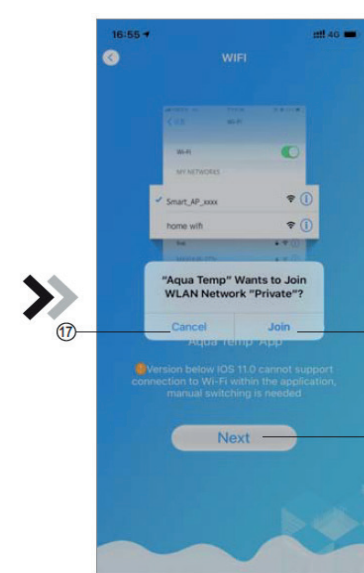 16:55 4G
WIFI
Wi-Fi
MY NETWORKS
Smart_AP_xxxx
home wifi
"Aqua Temp" Wants to Join
WLAN Network "Private"?
Cancel Join
17
Aqua Temp App
Version below IOS 11.0 cannot support
connection to Wi-Fi within the application,
manual switching is needed
Next